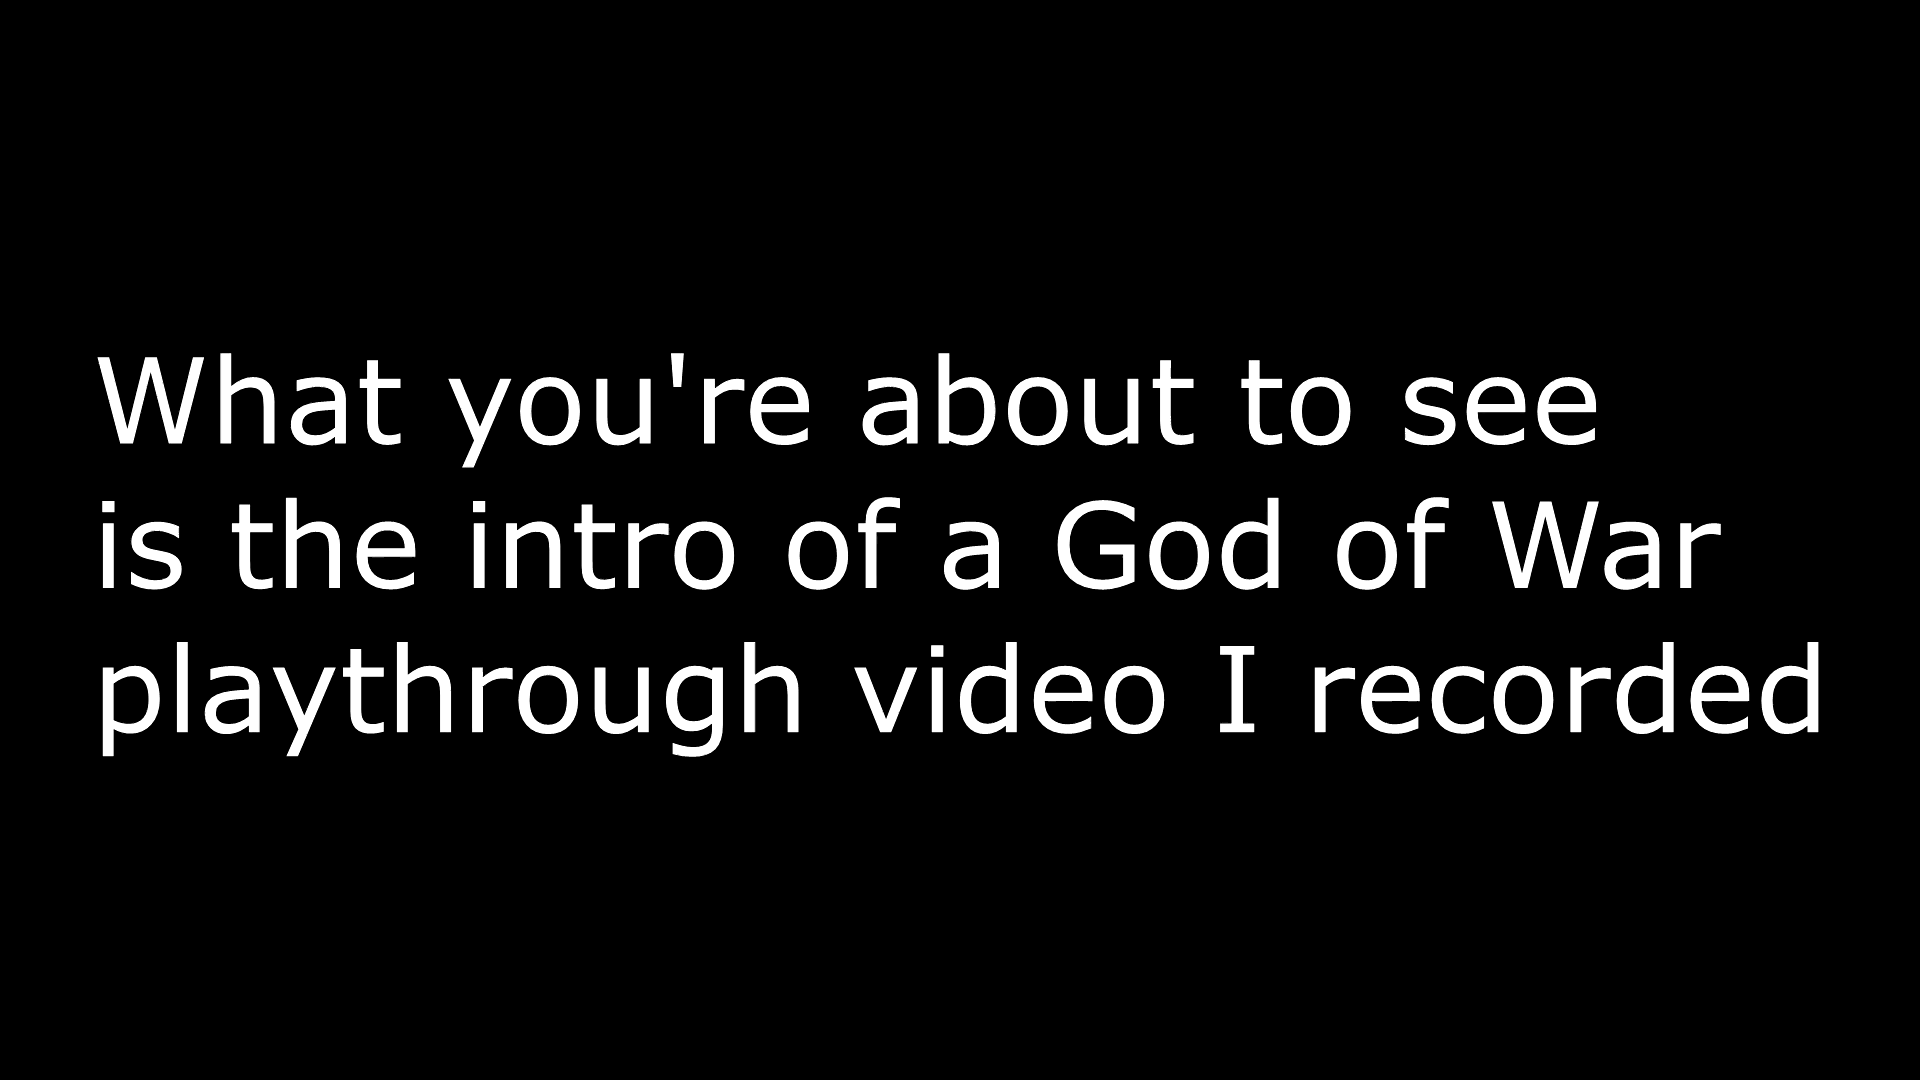 What you're about to see
is the intro of a God of War
playthrough video I recorded